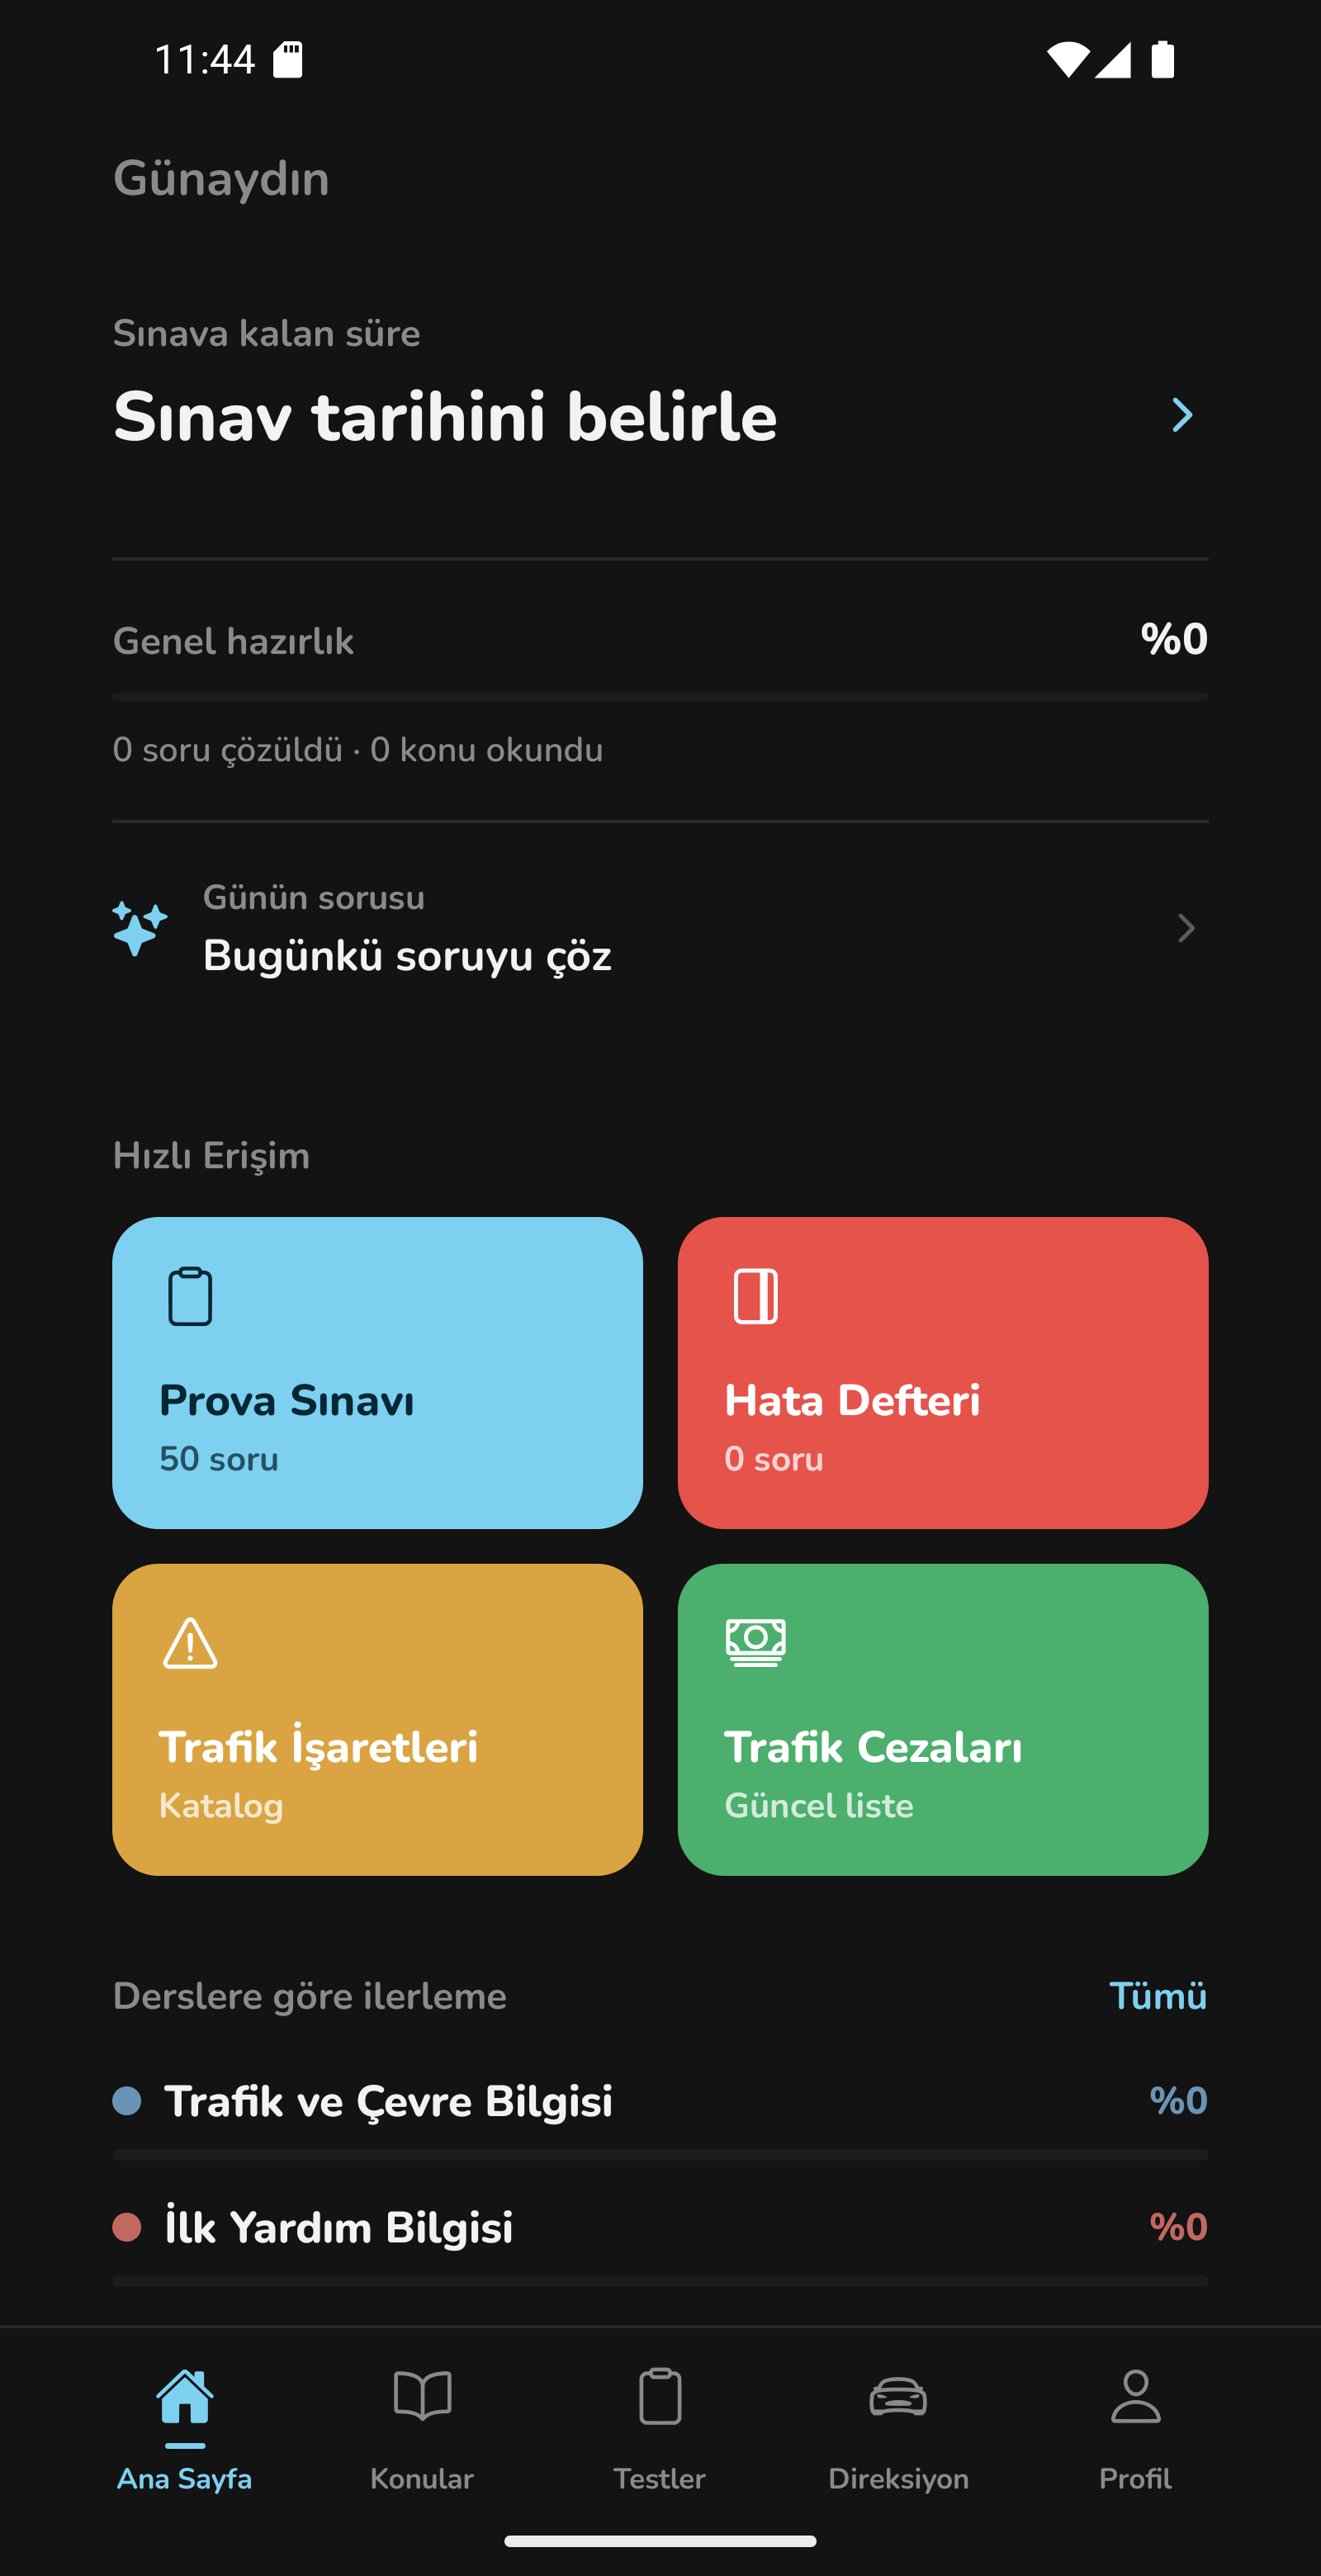 11:44
Günaydın
Sınava kalan süre
Sınav tarihini belirle
Genel hazırlık
%0
0 soru çözüldü · 0 konu okundu
Günün sorusu
Bugünkü soruyu çöz
Hızlı Erişim
Prova Sınavı
50 soru
Hata Defteri
0 soru
Trafik İşaretleri
Katalog
Trafik Cezaları
Güncel liste
Derslere göre ilerleme
Tümü
Trafik ve Çevre Bilgisi
%0
İlk Yardım Bilgisi
%0
Ana Sayfa
Konular
Testler
Direksiyon
Profil